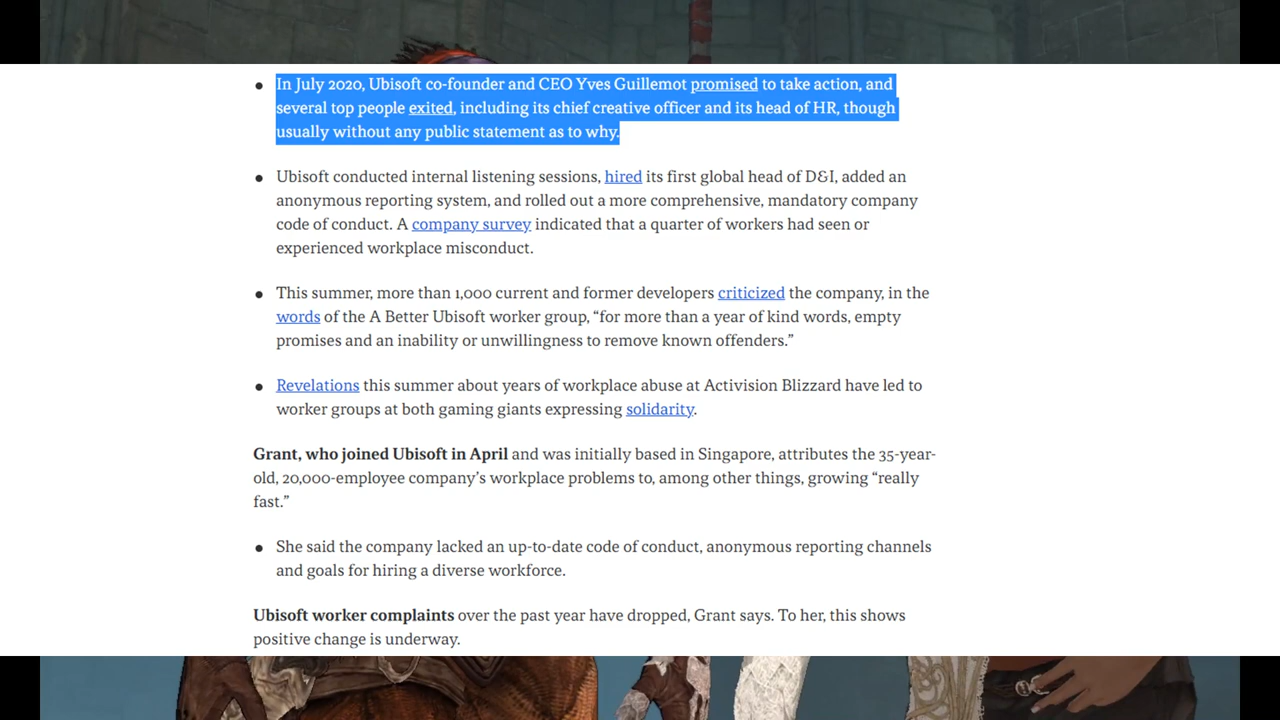 • In July 2020, Ubisoft co-founder and CEO Yves Guillemot promised to take action, and
several top people exited, including its chief creative officer and its head of HR, though
usually without any public statement as to why.
• Ubisoft conducted internal listening sessions, hired its first global head of D&I, added an
anonymous reporting system, and rolled out a more comprehensive, mandatory company
code of conduct. A company survey indicated that a quarter of workers had seen or
experienced workplace misconduct.
• This summer, more than 1,000 current and former developers criticized the company, in the
words of the A Better Ubisoft worker group, “for more than a year of kind words, empty
promises and an inability or unwillingness to remove known offenders.”
• Revelations this summer about years of workplace abuse at Activision Blizzard have led to
worker groups at both gaming giants expressing solidarity.
Grant, who joined Ubisoft in April and was initially based in Singapore, attributes the 35-year-
old, 20,000-employee company’s workplace problems to, among other things, growing “really
fast.”
• She said the company lacked an up-to-date code of conduct, anonymous reporting channels
and goals for hiring a diverse workforce.
Ubisoft worker complaints over the past year have dropped, Grant says. To her, this shows
positive change is underway.